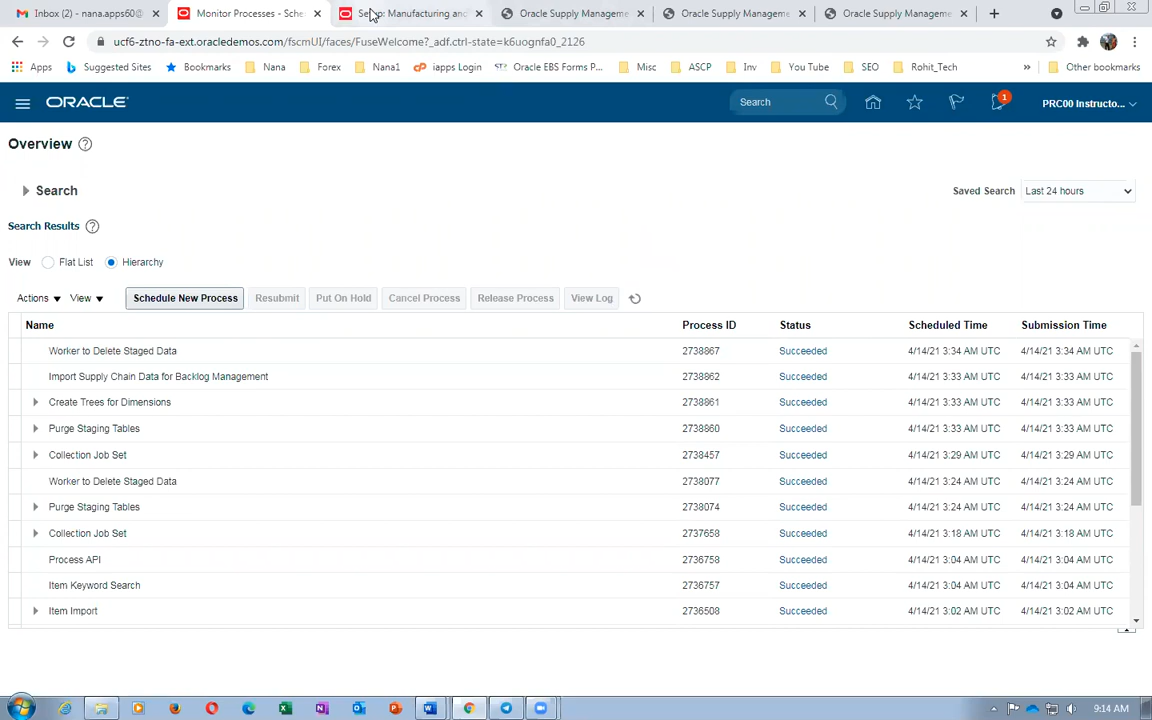 Inbox (2) - nana.apps60@
Monitor Processes - Sche
Setup: Manufacturing and
Oracle Supply Manageme
Oracle Supply Manageme
Oracle Supply Manageme
ucf6-ztno-fa-ext.oracledemos.com/fscmUI/faces/FuseWelcome?_adf.ctrl-state=k6uognfa0_2126
Apps
Suggested Sites
Bookmarks
Nana
Forex
Nana1
iapps Login
Oracle EBS Forms P...
Misc
ASCP
Inv
You Tube
SEO
Rohit_Tech
»
Other bookmarks
ORACLE
Search
1
PRC00 Instructo...
Overview
Search
Saved Search
Last 24 hours
Search Results
View
Flat List
Hierarchy
Actions
View
Schedule New Process
Resubmit
Put On Hold
Cancel Process
Release Process
View Log
Name Process ID Status Scheduled Time Submission Time
Worker to Delete Staged Data 2738867 Succeeded 4/14/21 3:34 AM UTC 4/14/21 3:34 AM UTC
Import Supply Chain Data for Backlog Management 2738862 Succeeded 4/14/21 3:33 AM UTC 4/14/21 3:33 AM UTC
Create Trees for Dimensions 2738861 Succeeded 4/14/21 3:33 AM UTC 4/14/21 3:33 AM UTC
Purge Staging Tables 2738860 Succeeded 4/14/21 3:33 AM UTC 4/14/21 3:33 AM UTC
Collection Job Set 2738457 Succeeded 4/14/21 3:29 AM UTC 4/14/21 3:29 AM UTC
Worker to Delete Staged Data 2738077 Succeeded 4/14/21 3:24 AM UTC 4/14/21 3:24 AM UTC
Purge Staging Tables 2738074 Succeeded 4/14/21 3:24 AM UTC 4/14/21 3:24 AM UTC
Collection Job Set 2737658 Succeeded 4/14/21 3:18 AM UTC 4/14/21 3:18 AM UTC
Process API 2736758 Succeeded 4/14/21 3:04 AM UTC 4/14/21 3:04 AM UTC
Item Keyword Search 2736757 Succeeded 4/14/21 3:04 AM UTC 4/14/21 3:04 AM UTC
Item Import 2736508 Succeeded 4/14/21 3:02 AM UTC 4/14/21 3:02 AM UTC
9:14 AM